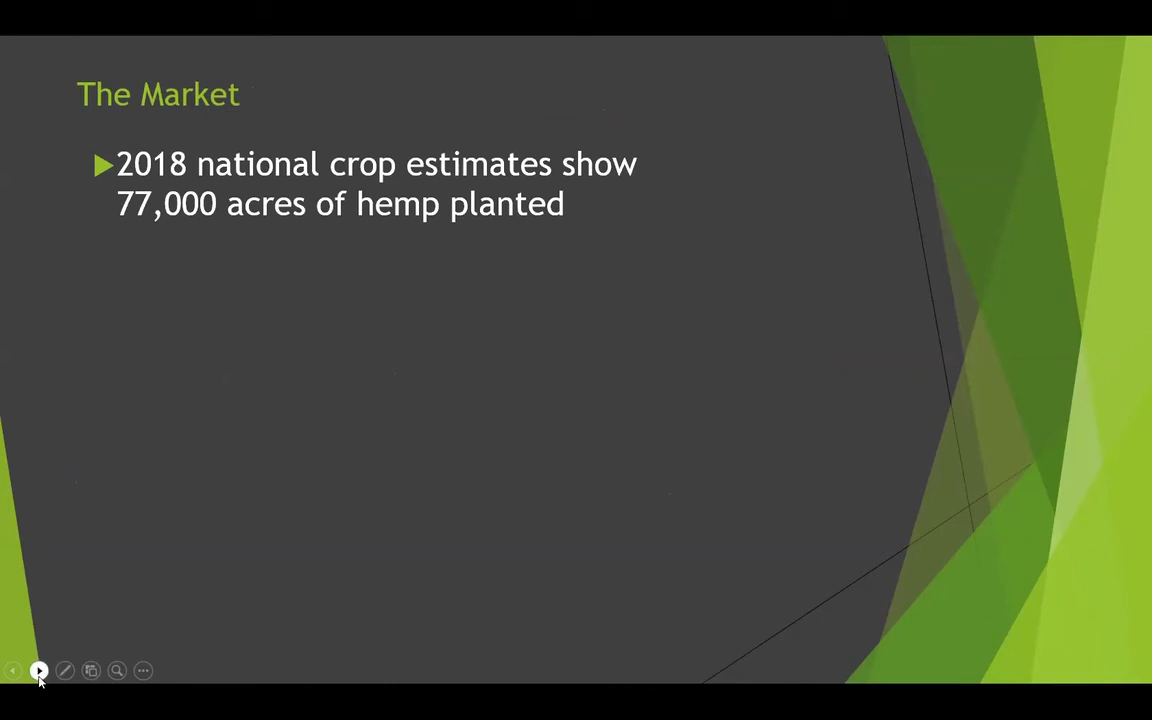 The Market
2018 national crop estimates show
77,000 acres of hemp planted